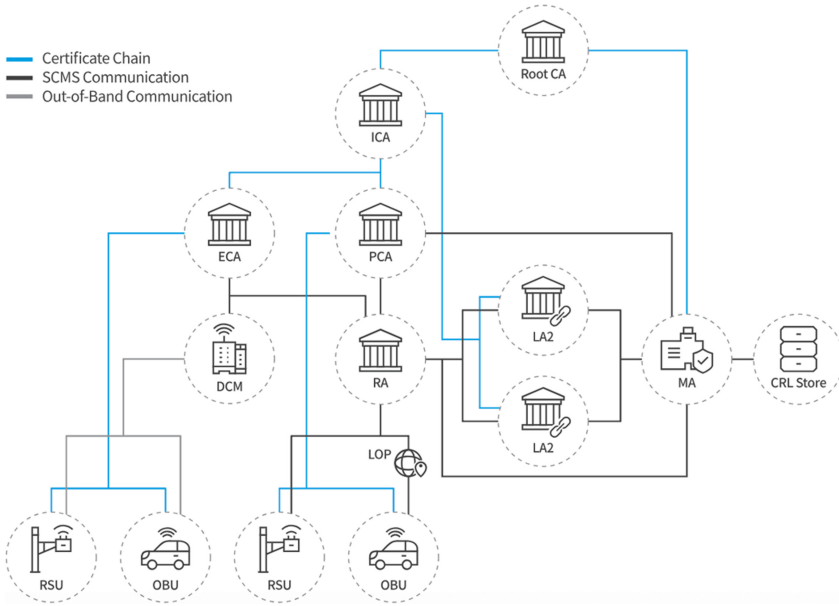 Certificate Chain
SCMS Communication
Out-of-Band Communication
Root CA
ICA
ECA
PCA
LA2
DCM
RA
MA
CRL Store
LA2
LOP
RSU
OBU
RSU
OBU